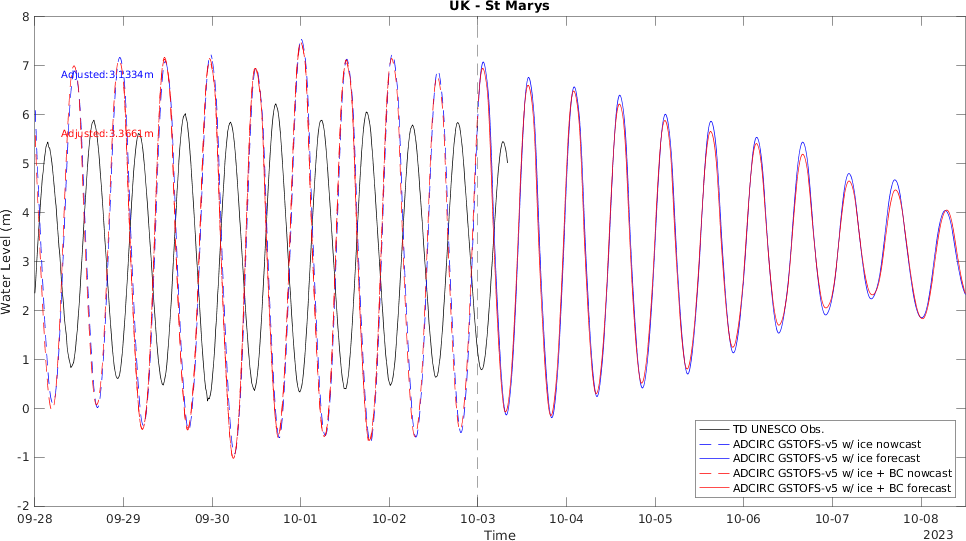 UK - St Marys
8
7
6
5
4
3
2
1
0
-1
-2
Water Level (m)
Adjusted:3.2334m
Adjusted:3.3661m
TD UNESCO Obs.
ADCIRC GSTOFS-v5 w/ ice nowcast
ADCIRC GSTOFS-v5 w/ ice forecast
ADCIRC GSTOFS-v5 w/ ice + BC nowcast
ADCIRC GSTOFS-v5 w/ ice + BC forecast
09-28 09-29 09-30 10-01 10-02 10-03 10-04 10-05 10-06 10-07 10-08
Time
2023